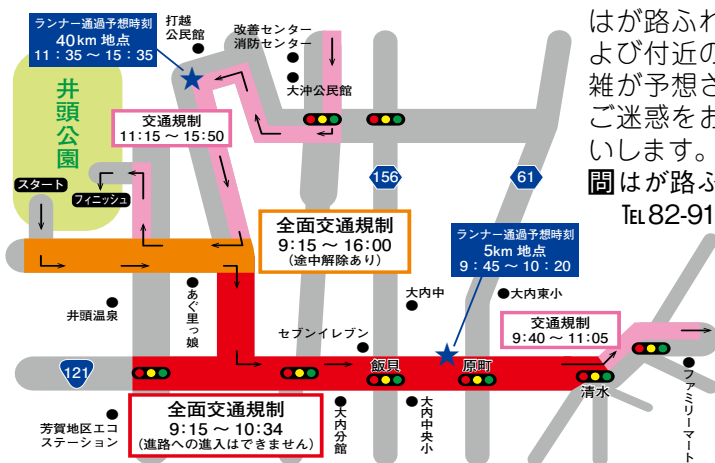 ランナー通過予想時刻
40km 地点
11：35 ～ 15：35
打越
公民館
改善センター
消防センター
大沖公民館
井頭公園
交通規制
11:15 ～ 15:50
スタート
フィニッシュ
156
61
全面交通規制
9:15 ～ 16:00
（途中解除あり）
ランナー通過予想時刻
5km 地点
9：45 ～ 10：20
井頭温泉
あぐ里っ娘
大内中
大内東小
セブンイレブン
交通規制
9:40 ～ 11:05
121
飯貝
原町
清水
ファミリーマート
芳賀地区エコ
ステーション
全面交通規制
9:15 ～ 10:34
（進路への進入はできません）
大内分館
大内中央小
はが路ふれ
よび付近の
雑が予想さ
ご迷惑をお
いします。
問はが路ふ
TEL82-91